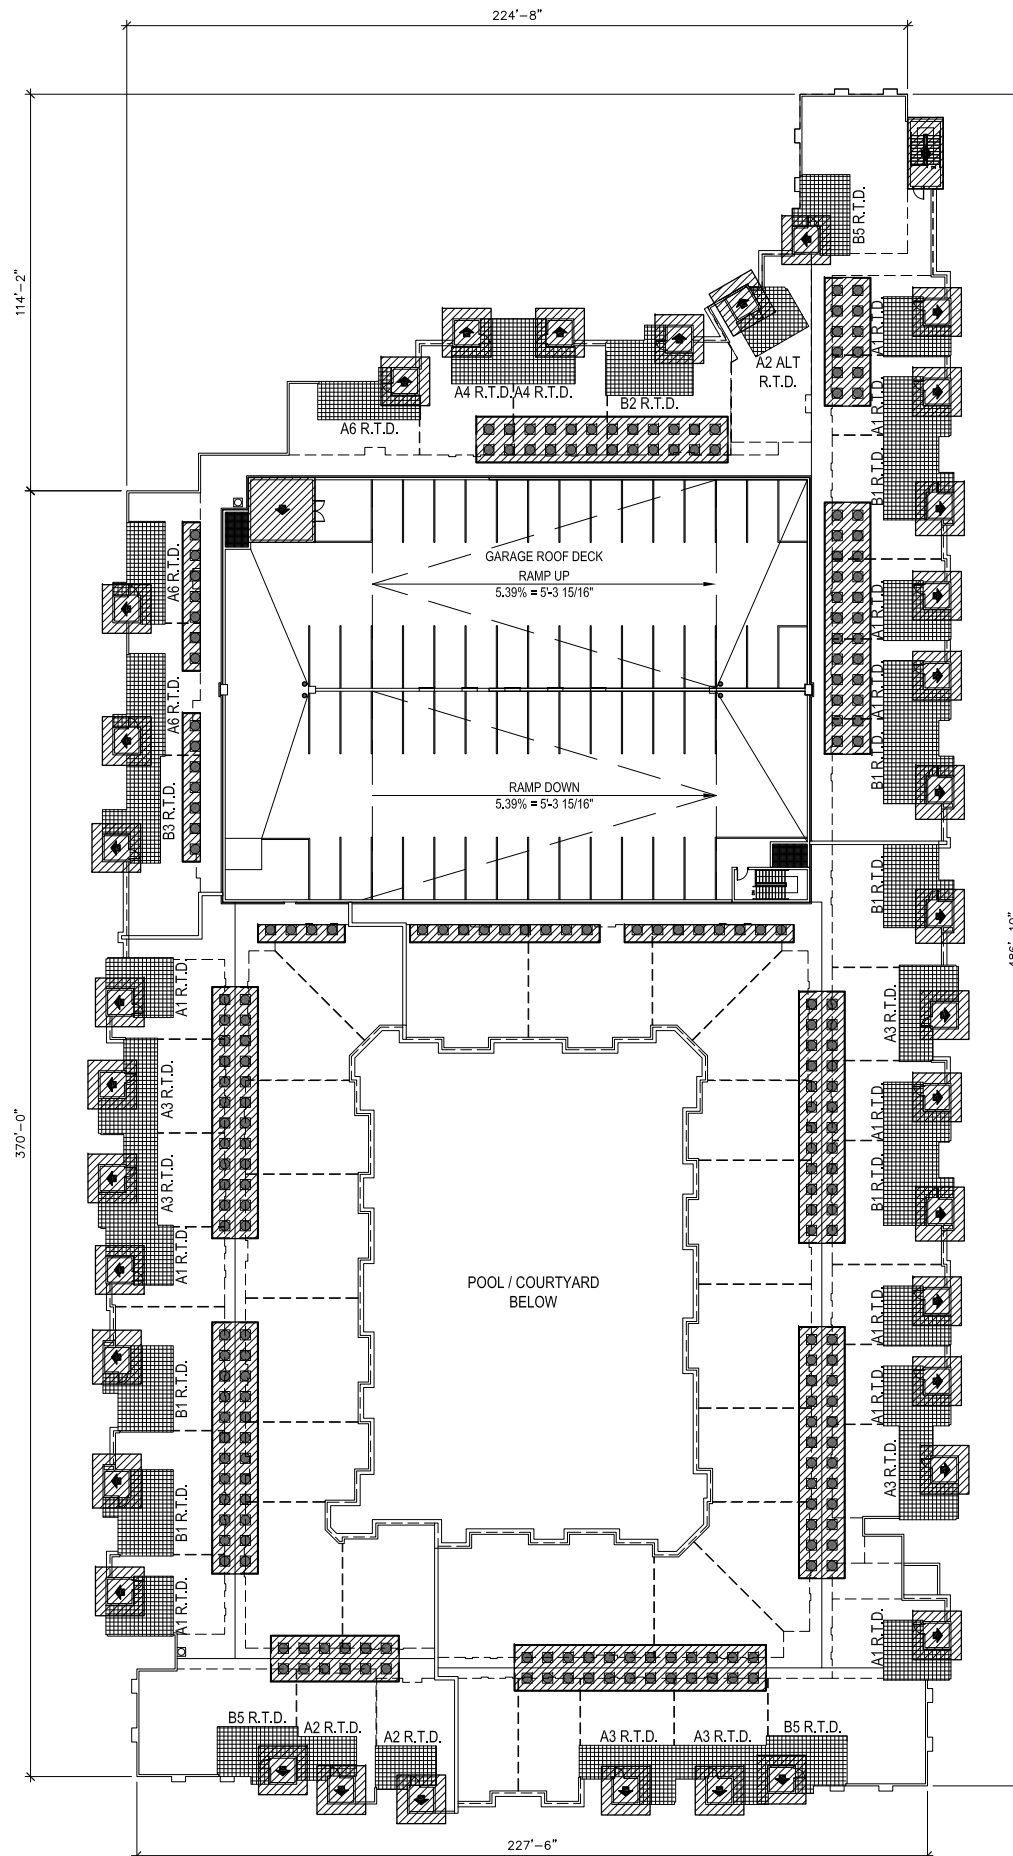 224'-8"
114'-2"
B5 R.T.D.
A1 R.T.D.
A2 ALT
R.T.D.
A4 R.T.D.
A4 R.T.D.
B2 R.T.D.
A6 R.T.D.
A1 R.T.D.
B1 R.T.D.
GARAGE ROOF DECK
RAMP UP
5.39% = 5'-3 15/16"
A6 R.T.D.
A1 R.T.D.
A6 R.T.D.
A1 R.T.D.
B1 R.T.D.
RAMP DOWN
5.39% = 5'-3 15/16"
B3 R.T.D.
B1 R.T.D.
A1 R.T.D.
A3 R.T.D.
A3 R.T.D.
A1 R.T.D.
370'-0"
A3 R.T.D.
B1 R.T.D.
A1 R.T.D.
POOL / COURTYARD
BELOW
A1 R.T.D.
B1 R.T.D.
A1 R.T.D.
A3 R.T.D.
B1 R.T.D.
A1 R.T.D.
A1 R.T.D.
B5 R.T.D.
A2 R.T.D.
A2 R.T.D.
A3 R.T.D.
A3 R.T.D.
B5 R.T.D.
227'-6"